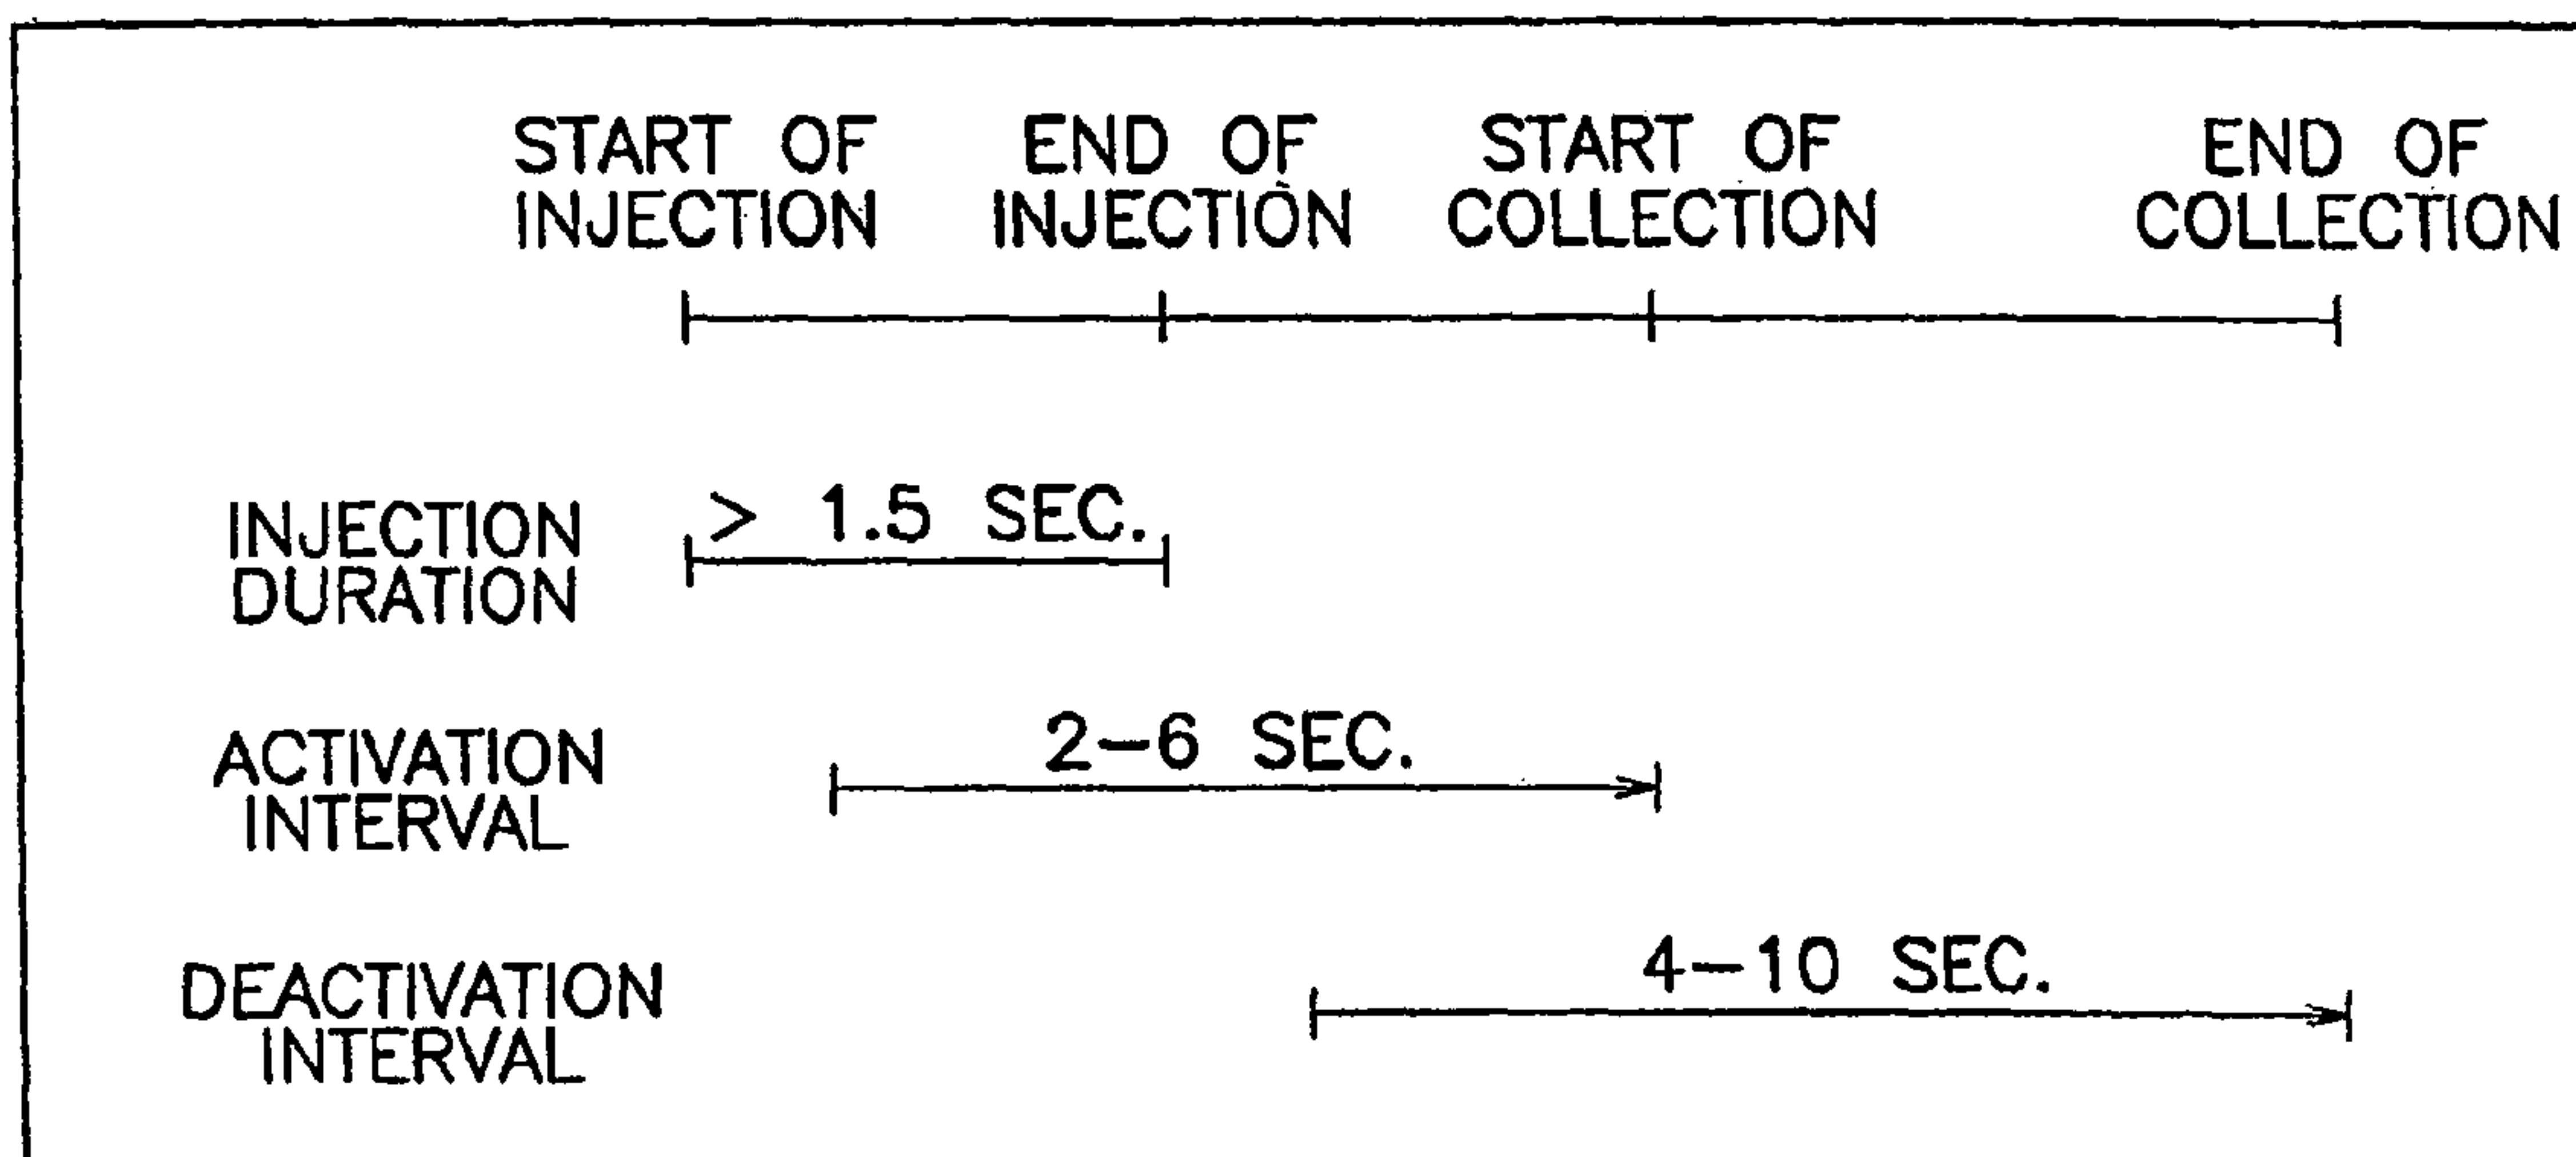 START OF INJECTION
END OF INJECTION
START OF COLLECTION
END OF COLLECTION
INJECTION
DURATION
> 1.5 SEC.
ACTIVATION
INTERVAL
2-6 SEC.
DEACTIVATION
INTERVAL
4-10 SEC.